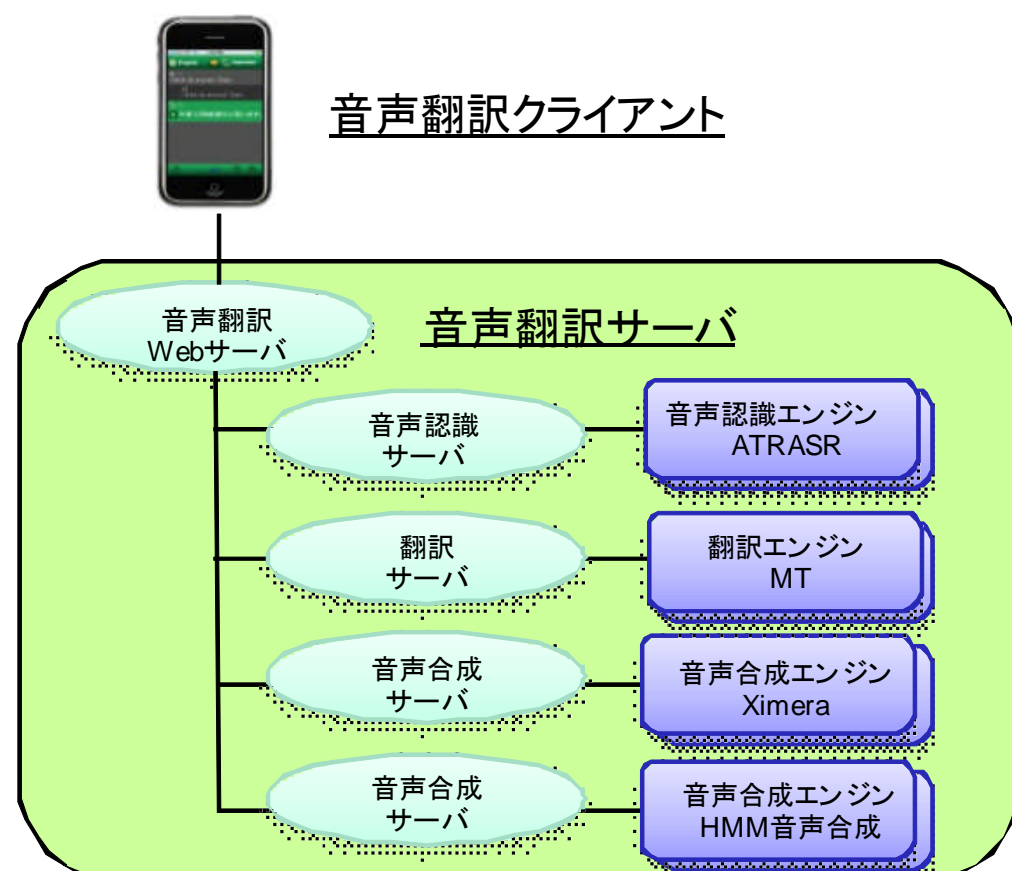 音声翻訳クライアント
音声翻訳
Webサーバ
音声翻訳サーバ
音声認識
サーバ
音声認識エンジン
ATRASR
翻訳
サーバ
翻訳エンジン
MT
音声合成
サーバ
音声合成エンジン
Ximera
音声合成
サーバ
音声合成エンジン
HMM音声合成